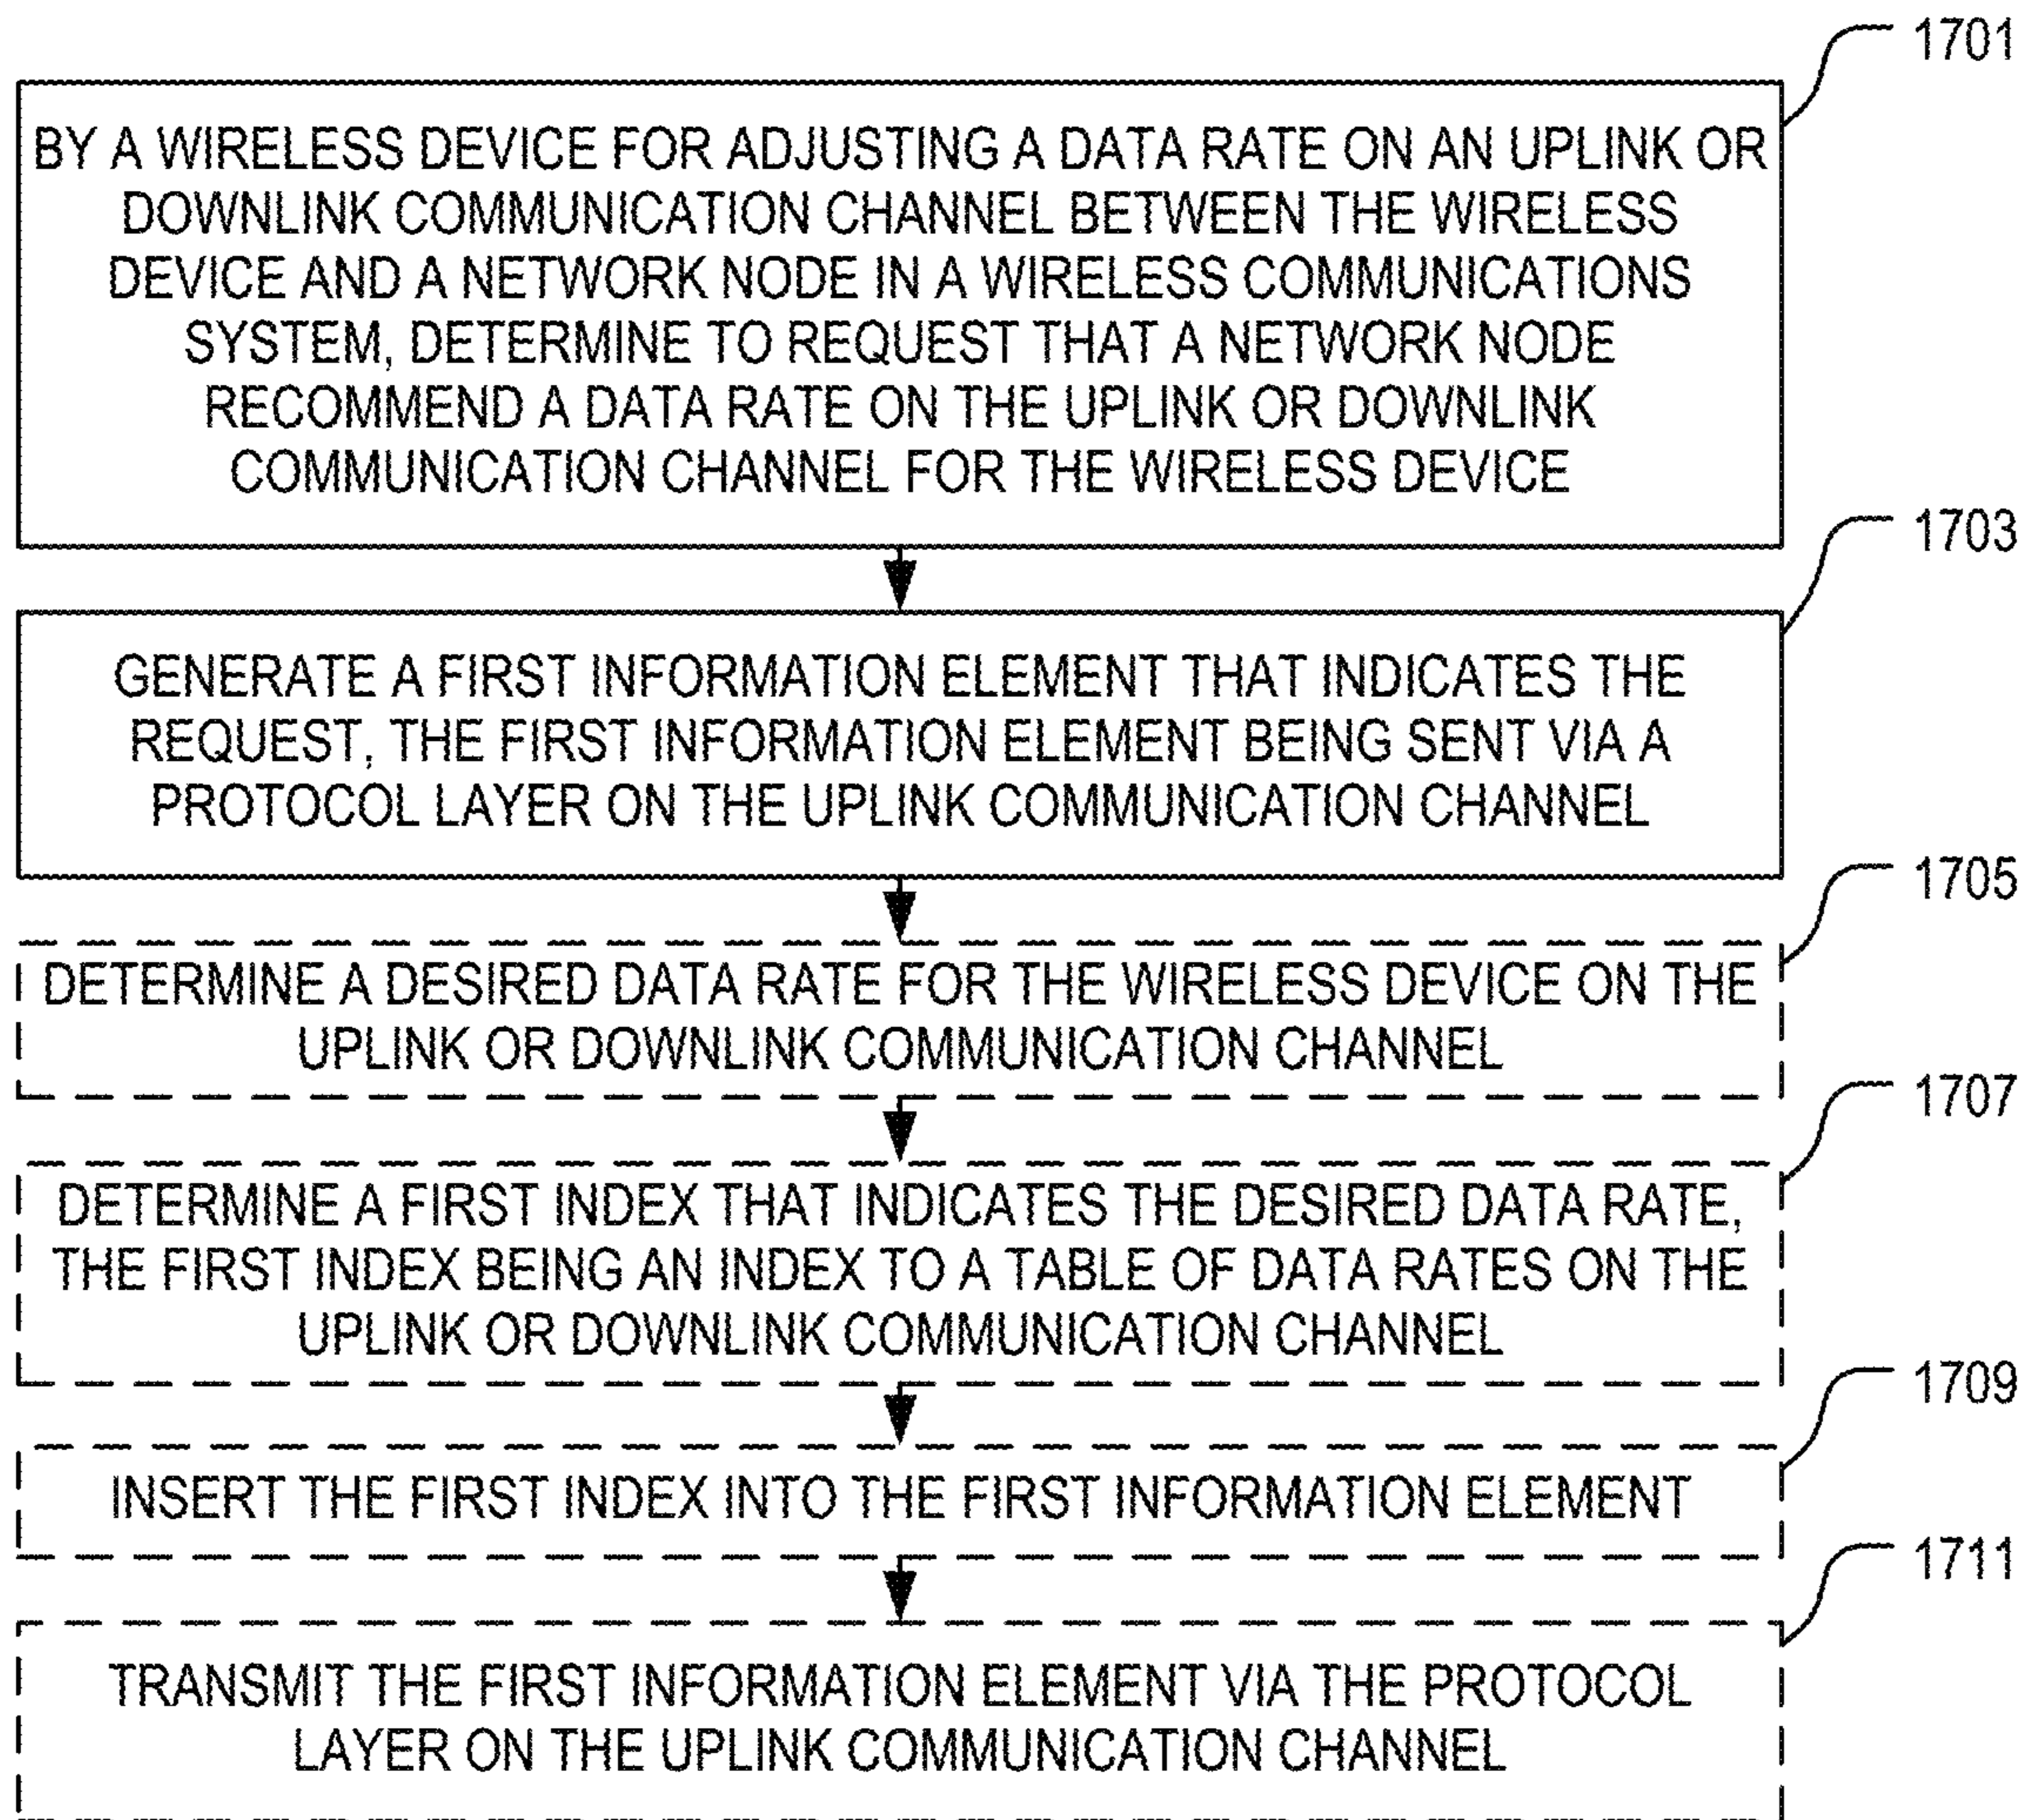 1701
BY A WIRELESS DEVICE FOR ADJUSTING A DATA RATE ON AN UPLINK OR
DOWNLINK COMMUNICATION CHANNEL BETWEEN THE WIRELESS
DEVICE AND A NETWORK NODE IN A WIRELESS COMMUNICATIONS
SYSTEM, DETERMINE TO REQUEST THAT A NETWORK NODE
RECOMMEND A DATA RATE ON THE UPLINK OR DOWNLINK
COMMUNICATION CHANNEL FOR THE WIRELESS DEVICE
1703
GENERATE A FIRST INFORMATION ELEMENT THAT INDICATES THE
REQUEST, THE FIRST INFORMATION ELEMENT BEING SENT VIA A
PROTOCOL LAYER ON THE UPLINK COMMUNICATION CHANNEL
1705
DETERMINE A DESIRED DATA RATE FOR THE WIRELESS DEVICE ON THE
UPLINK OR DOWNLINK COMMUNICATION CHANNEL
1707
DETERMINE A FIRST INDEX THAT INDICATES THE DESIRED DATA RATE,
THE FIRST INDEX BEING AN INDEX TO A TABLE OF DATA RATES ON THE
UPLINK OR DOWNLINK COMMUNICATION CHANNEL
1709
INSERT THE FIRST INDEX INTO THE FIRST INFORMATION ELEMENT
1711
TRANSMIT THE FIRST INFORMATION ELEMENT VIA THE PROTOCOL
LAYER ON THE UPLINK COMMUNICATION CHANNEL